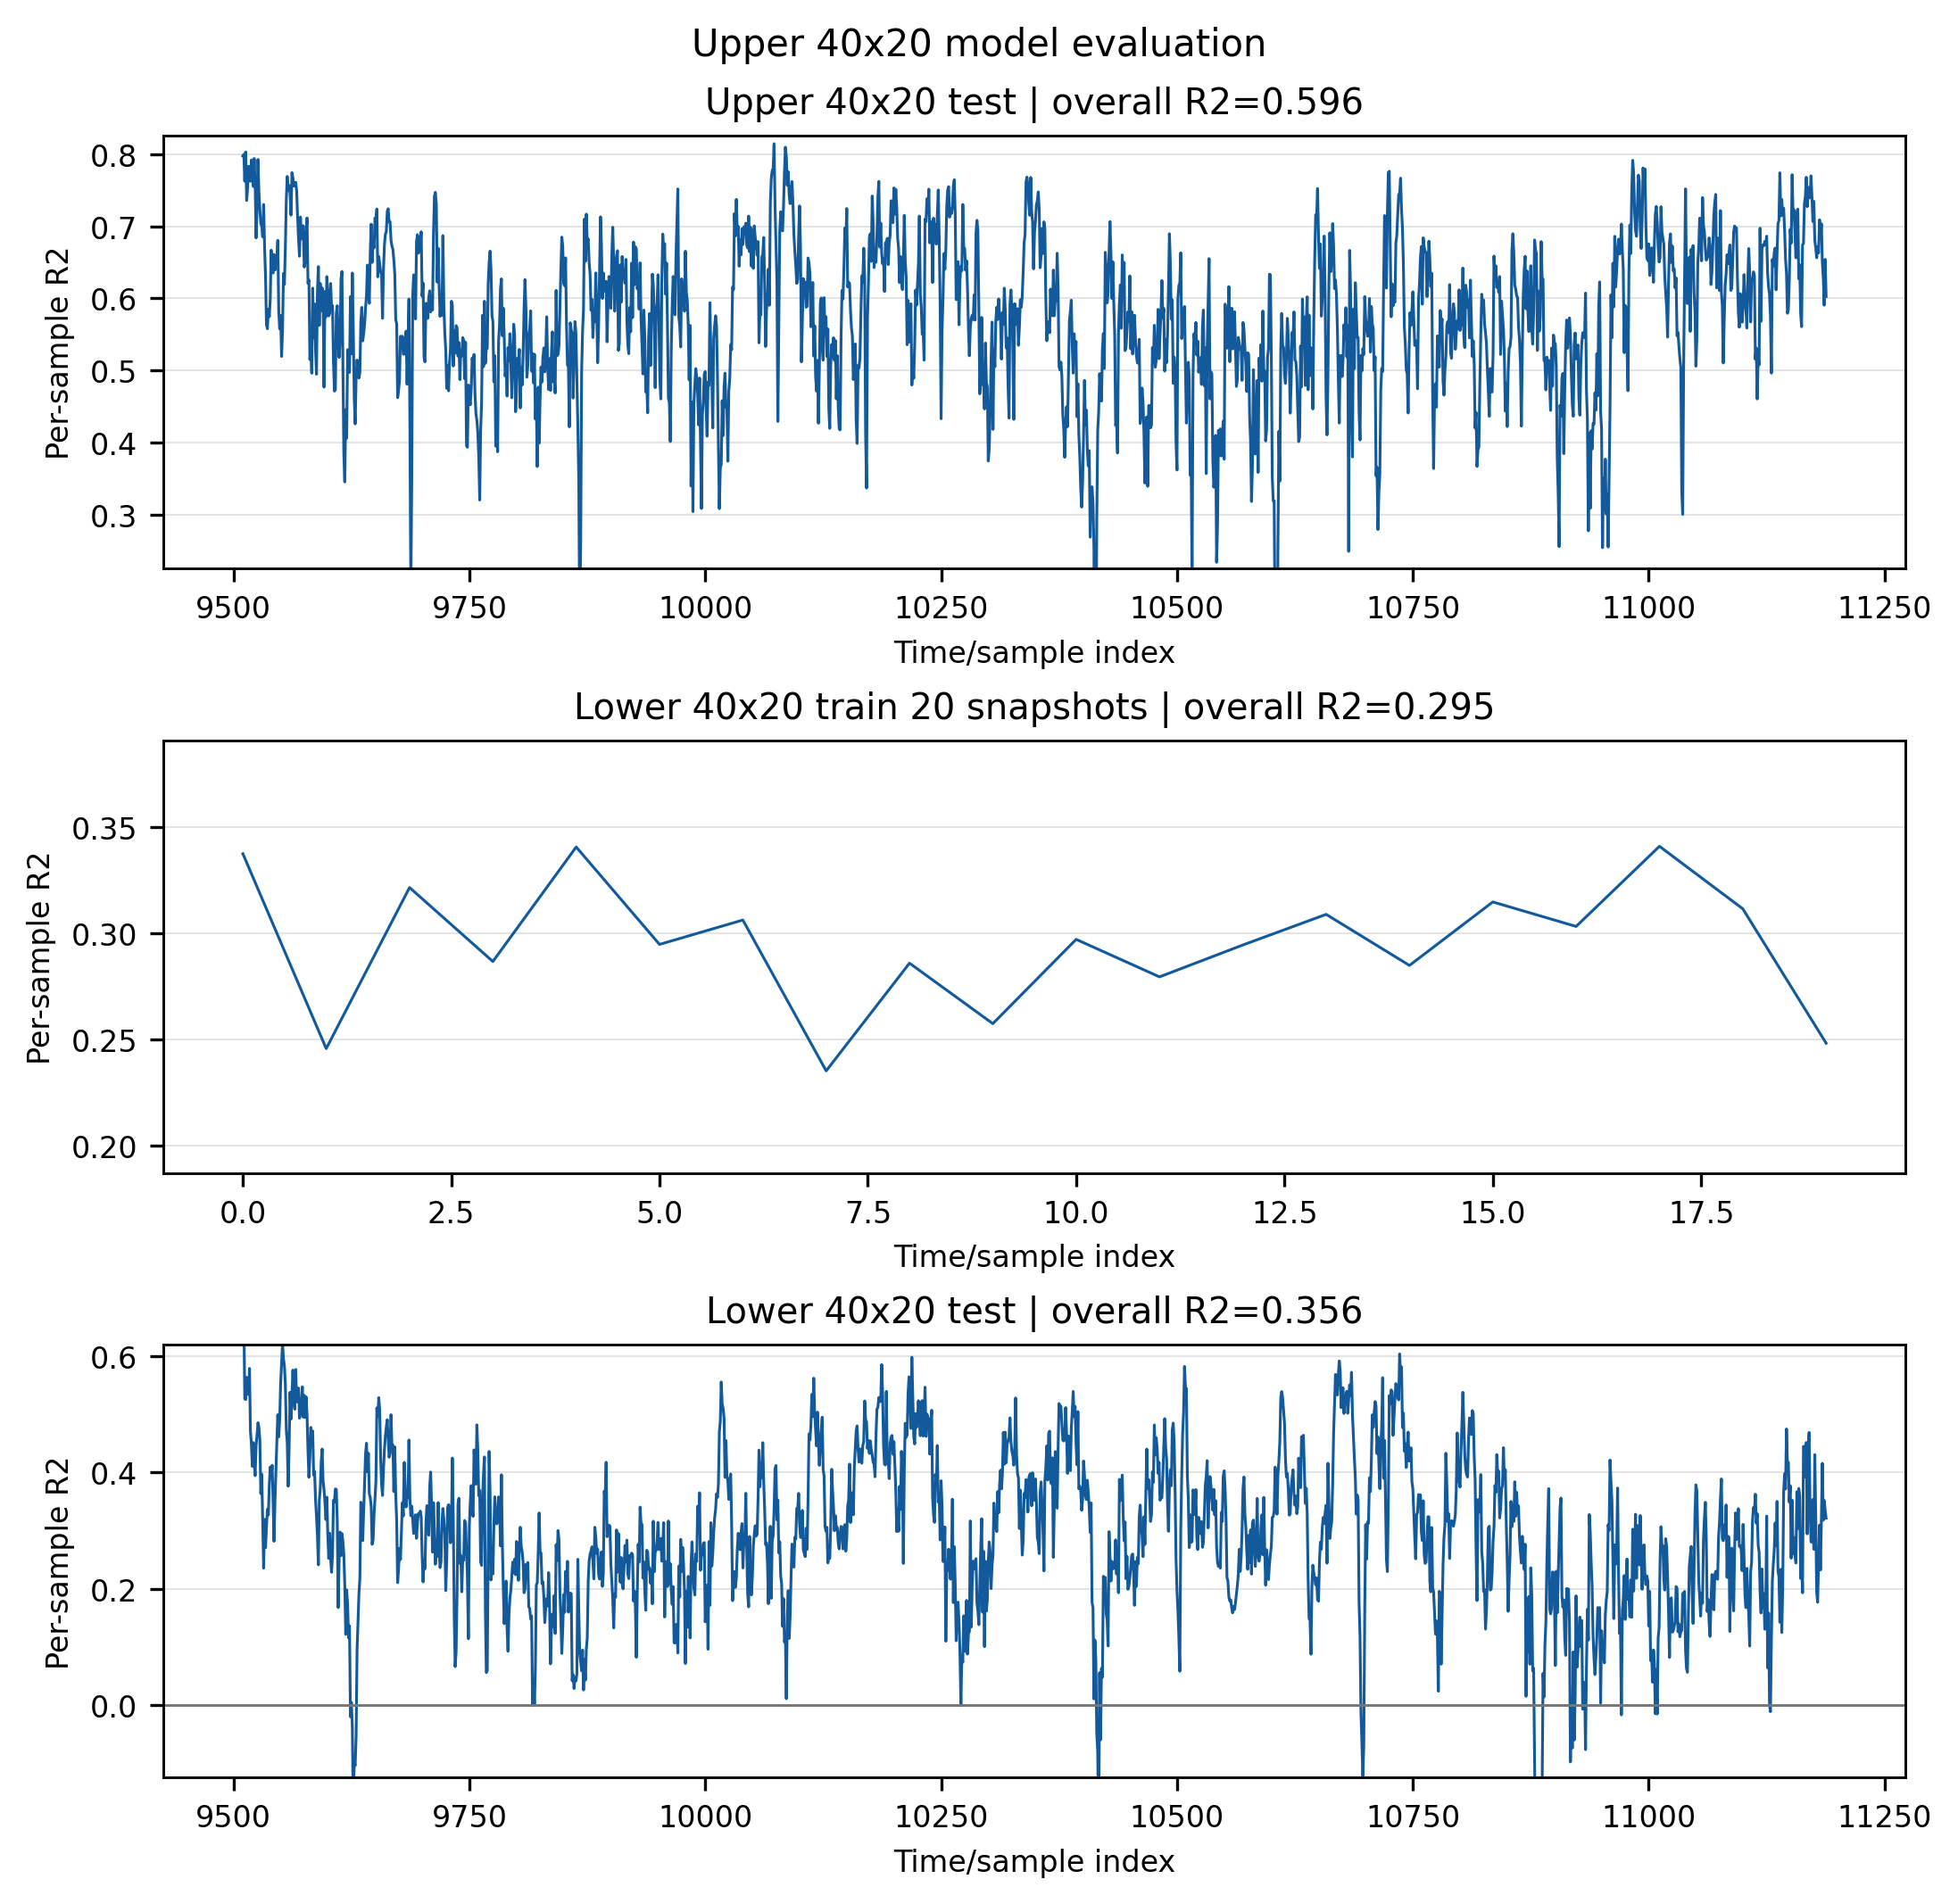 Upper 40x20 model evaluation
Upper 40x20 test | overall R2=0.596
Per-sample R2
0.8
0.7
0.6
0.5
0.4
0.3
9500 9750 10000 10250 10500 10750 11000 11250
Time/sample index
Lower 40x20 train 20 snapshots | overall R2=0.295
Per-sample R2
0.35
0.30
0.25
0.20
0.0 2.5 5.0 7.5 10.0 12.5 15.0 17.5
Time/sample index
Lower 40x20 test | overall R2=0.356
Per-sample R2
0.6
0.4
0.2
0.0
9500 9750 10000 10250 10500 10750 11000 11250
Time/sample index